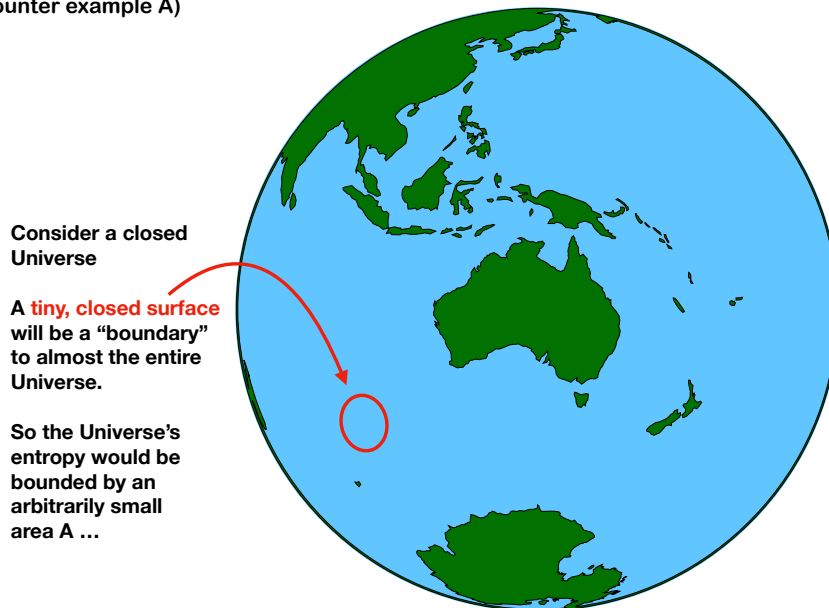 ounter example A)
Consider a closed
Universe
A tiny, closed surface
will be a “boundary”
to almost the entire
Universe.
So the Universe’s
entropy would be
bounded by an
arbitrarily small
area A …